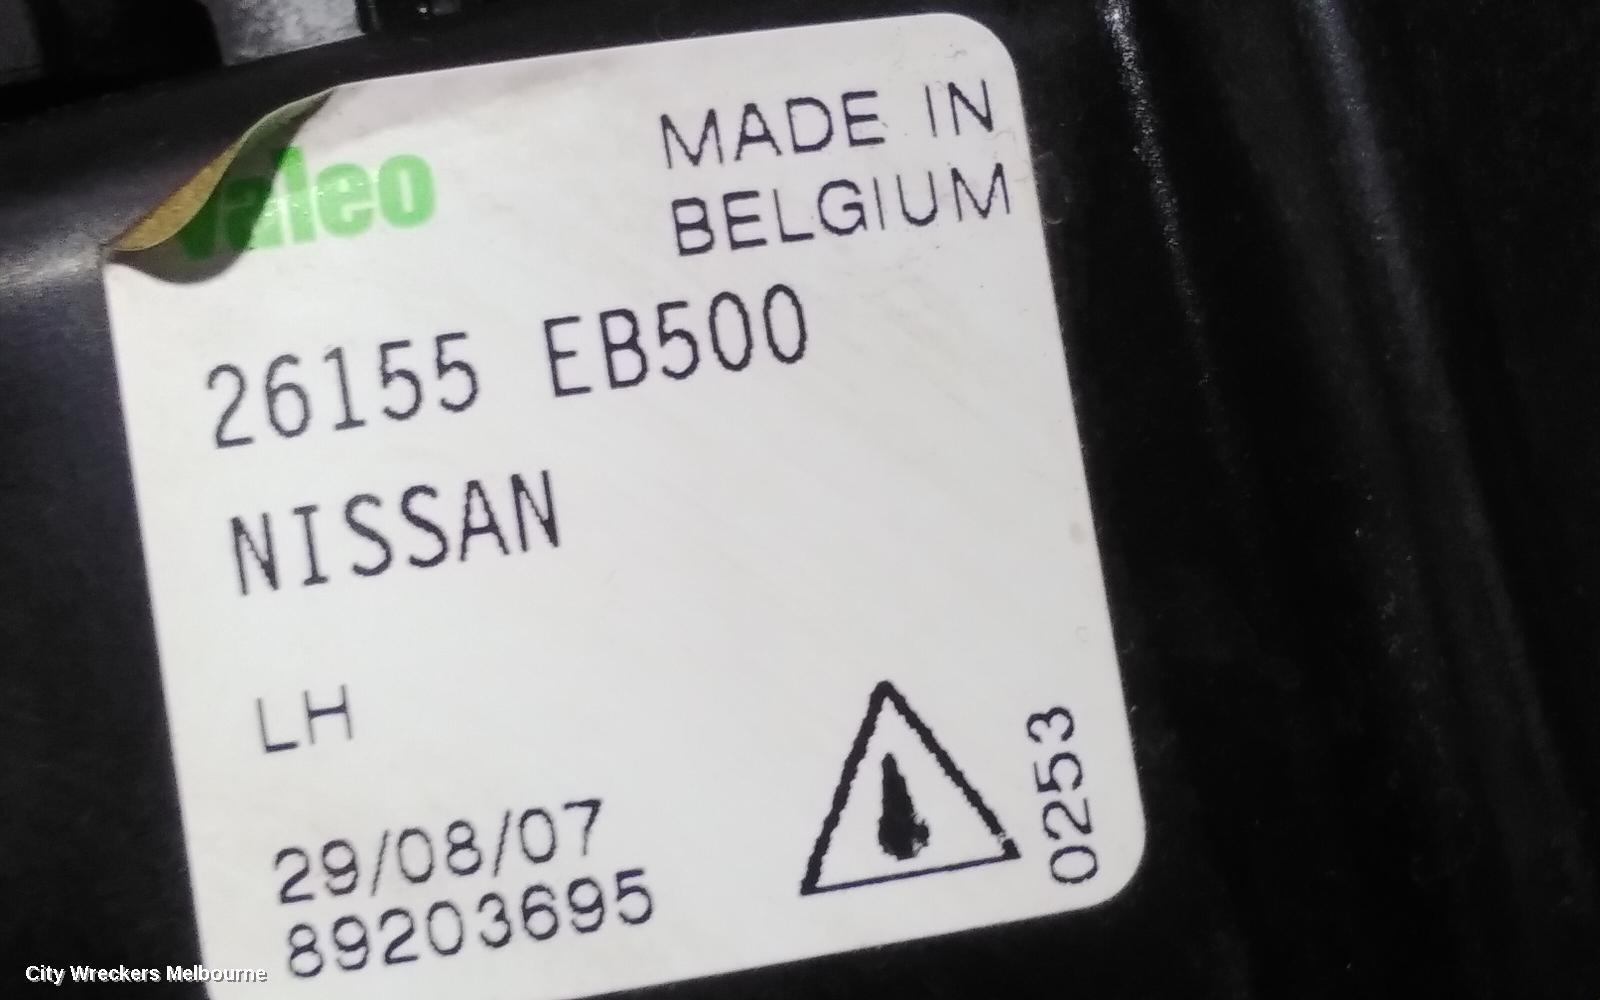 valeo
MADE IN
BELGIUM
26155 EB500
NISSAN
LH
29/08/07
89203695
0253
City Wreckers Melbourne